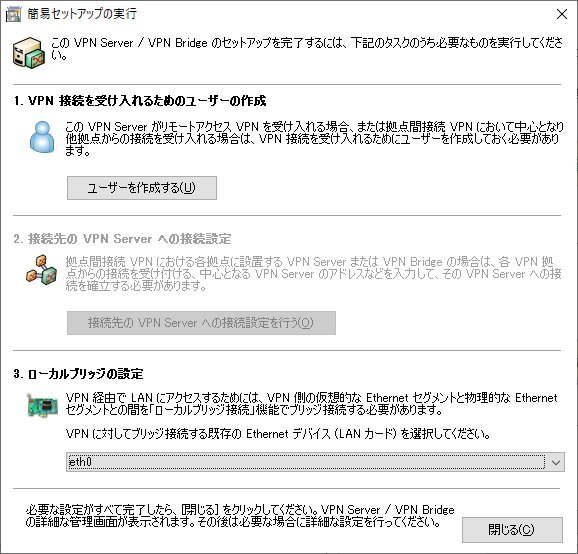 簡易セットアップの実行
この VPN Server / VPN Bridge のセットアップを完了するには、下記のタスクのうち必要なものを実行してくださ
い。
1. VPN 接続を受け入れるためのユーザーの作成
この VPN Server がリモートアクセス VPN を受け入れる場合、または拠点間接続 VPN において中心となり
他拠点からの接続を受け入れる場合は、VPN 接続を受け入れるためにユーザーを作成しておく必要があり
ます。
ユーザーを作成する(U)
2. 接続先の VPN Server への接続設定
拠点間接続 VPN における各拠点に設置する VPN Server または VPN Bridge の場合は、各 VPN 拠
点からの接続を受け付ける、中心となる VPN Server のアドレスなどを入力して、その VPN Server への接
続を確立する必要があります。
接続先の VPN Server への接続設定を行う(O)
3. ローカルブリッジの設定
VPN 経由で LAN にアクセスするためには、VPN 側の仮想的な Ethernet セグメントと物理的な Ethernet
セグメントとの間を「ローカルブリッジ接続」機能でブリッジ接続する必要があります。
VPN に対してブリッジ接続する既存の Ethernet デバイス (LAN カード) を選択してください。
eth0
必要な設定がすべて完了したら、[閉じる] をクリックしてください。VPN Server / VPN Bridge
の詳細な管理画面が表示されます。その後は必要な場合に詳細な設定を行ってください。
閉じる(C)